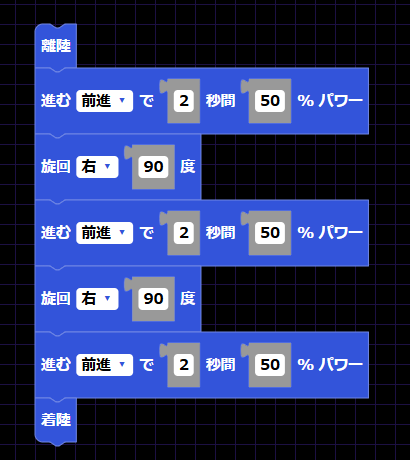 離陸
進む 前進 で 2 秒間 50 % パワー
旋回 右 90 度
進む 前進 で 2 秒間 50 % パワー
旋回 右 90 度
進む 前進 で 2 秒間 50 % パワー
着陸